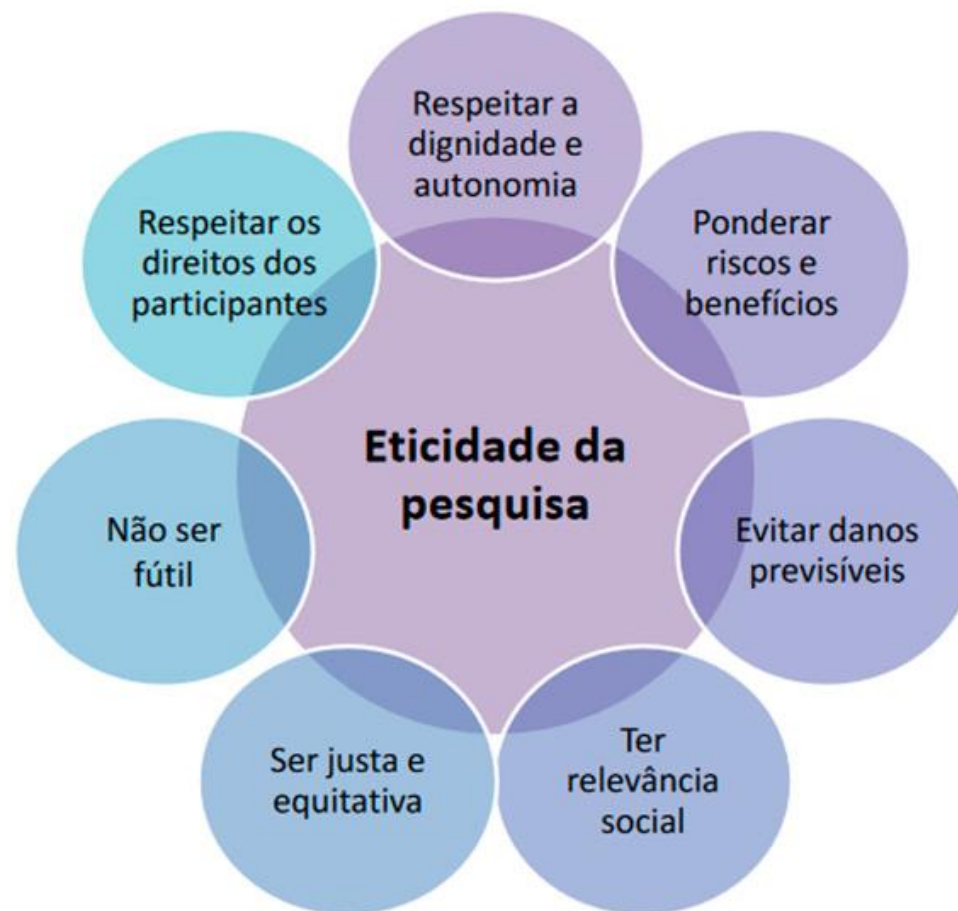 Respeitar a
dignidade e
autonomia
Ponderar
riscos e
benefícios
Evitar danos
previsíveis
Ter
relevância
social
Ser justa e
equitativa
Não ser
fútil
Respeitar os
direitos dos
participantes
Eticidade da
pesquisa